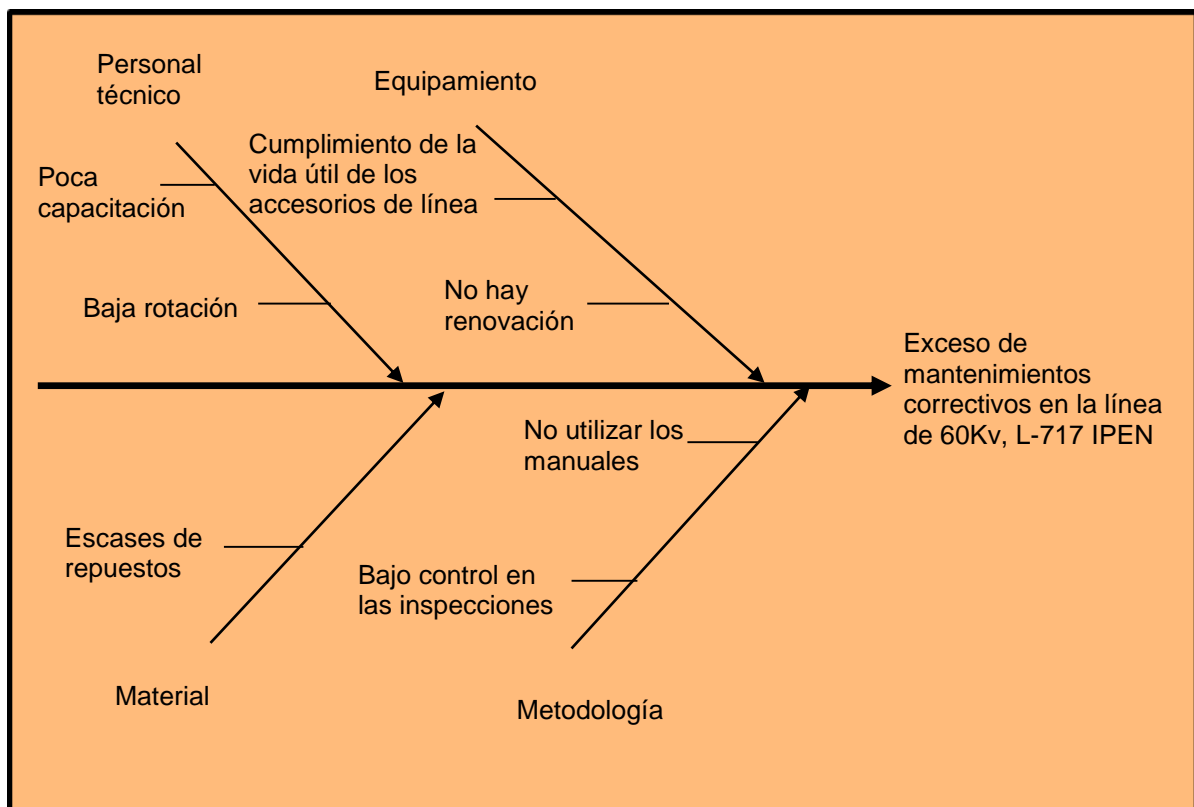 Personal
técnico
Equipamiento
Cumplimiento de la
vida útil de los
accesorios de línea
Poca
capacitación
Baja rotación
No hay
renovación
Exceso de
mantenimientos
correctivos en la línea
de 60Kv, L-717 IPEN
No utilizar los
manuales
Escases de
repuestos
Bajo control en
las inspecciones
Material
Metodología